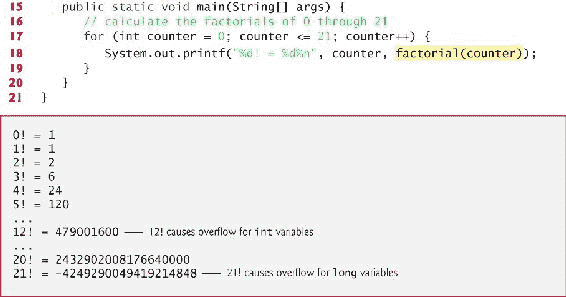 15 public static void main(String[] args) {
16 // calculate the factorials of 0 through 21
17 for (int counter = 0; counter <= 21; counter++) {
18 System.out.printf("%d! = %d%n", counter, factorial(counter));
19 }
20 }
21 }
0! = 1
1! = 1
2! = 2
3! = 6
4! = 24
5! = 120
...
12! = 479001600 — 12! causes overflow for int variables
...
20! = 2432902008176640000
21! = -4249290049419214848 — 21! causes overflow for long variables